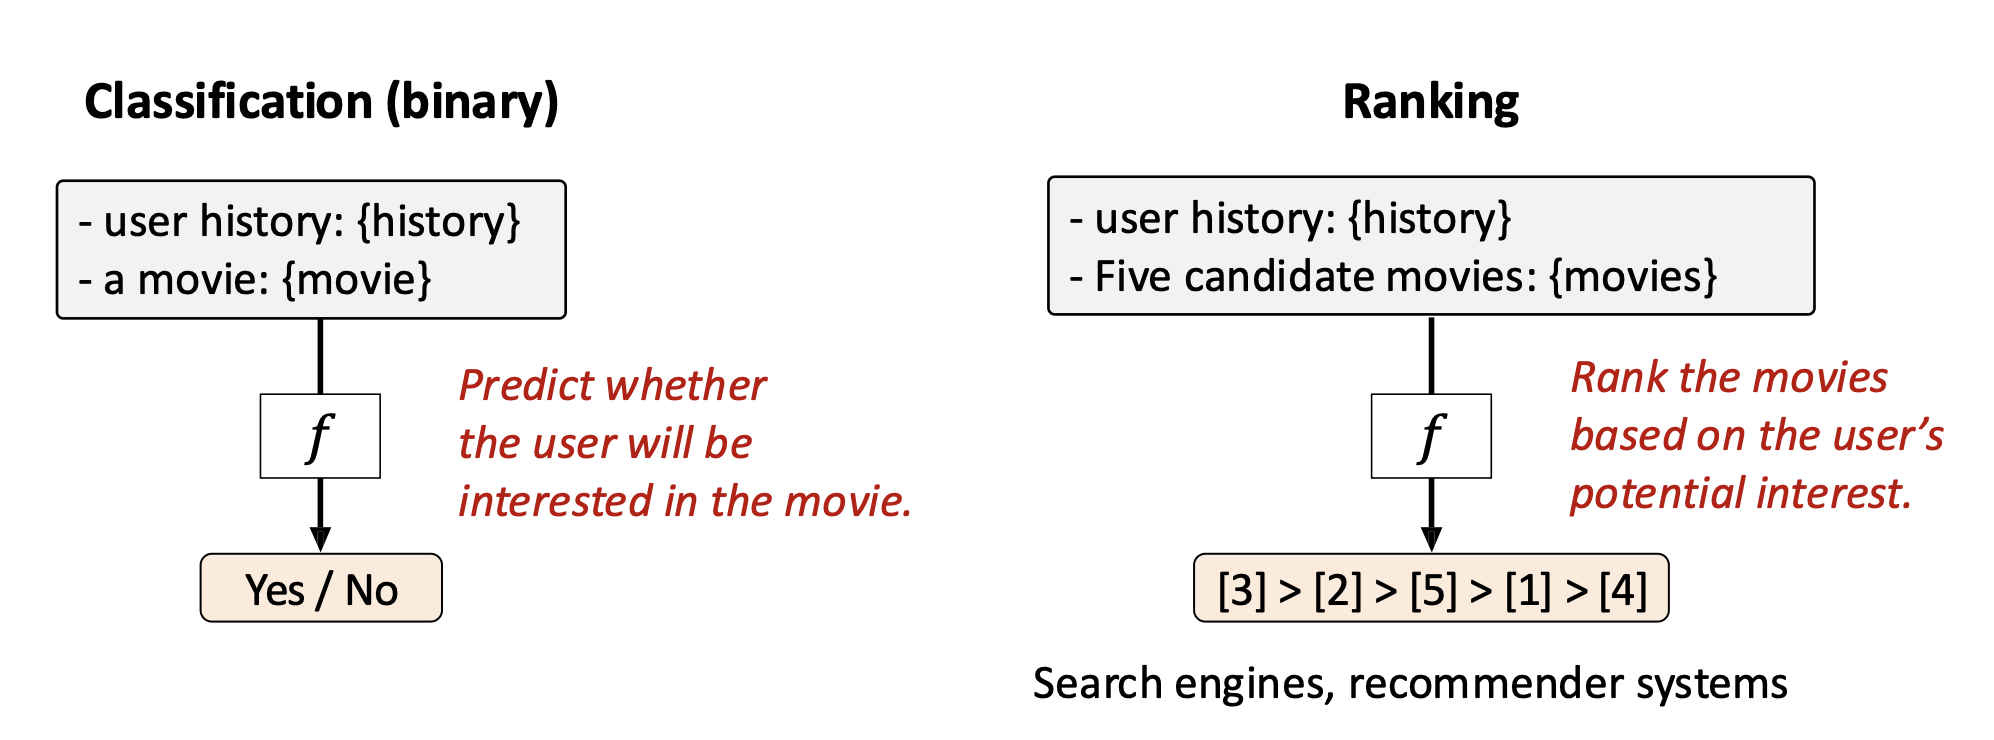 Classification (binary)
- user history: {history}
- a movie: {movie}
f
Predict whether
the user will be
interested in the movie.
Yes / No
Ranking
- user history: {history}
- Five candidate movies: {movies}
f
Rank the movies
based on the user’s
potential interest.
[3] > [2] > [5] > [1] > [4]
Search engines, recommender systems